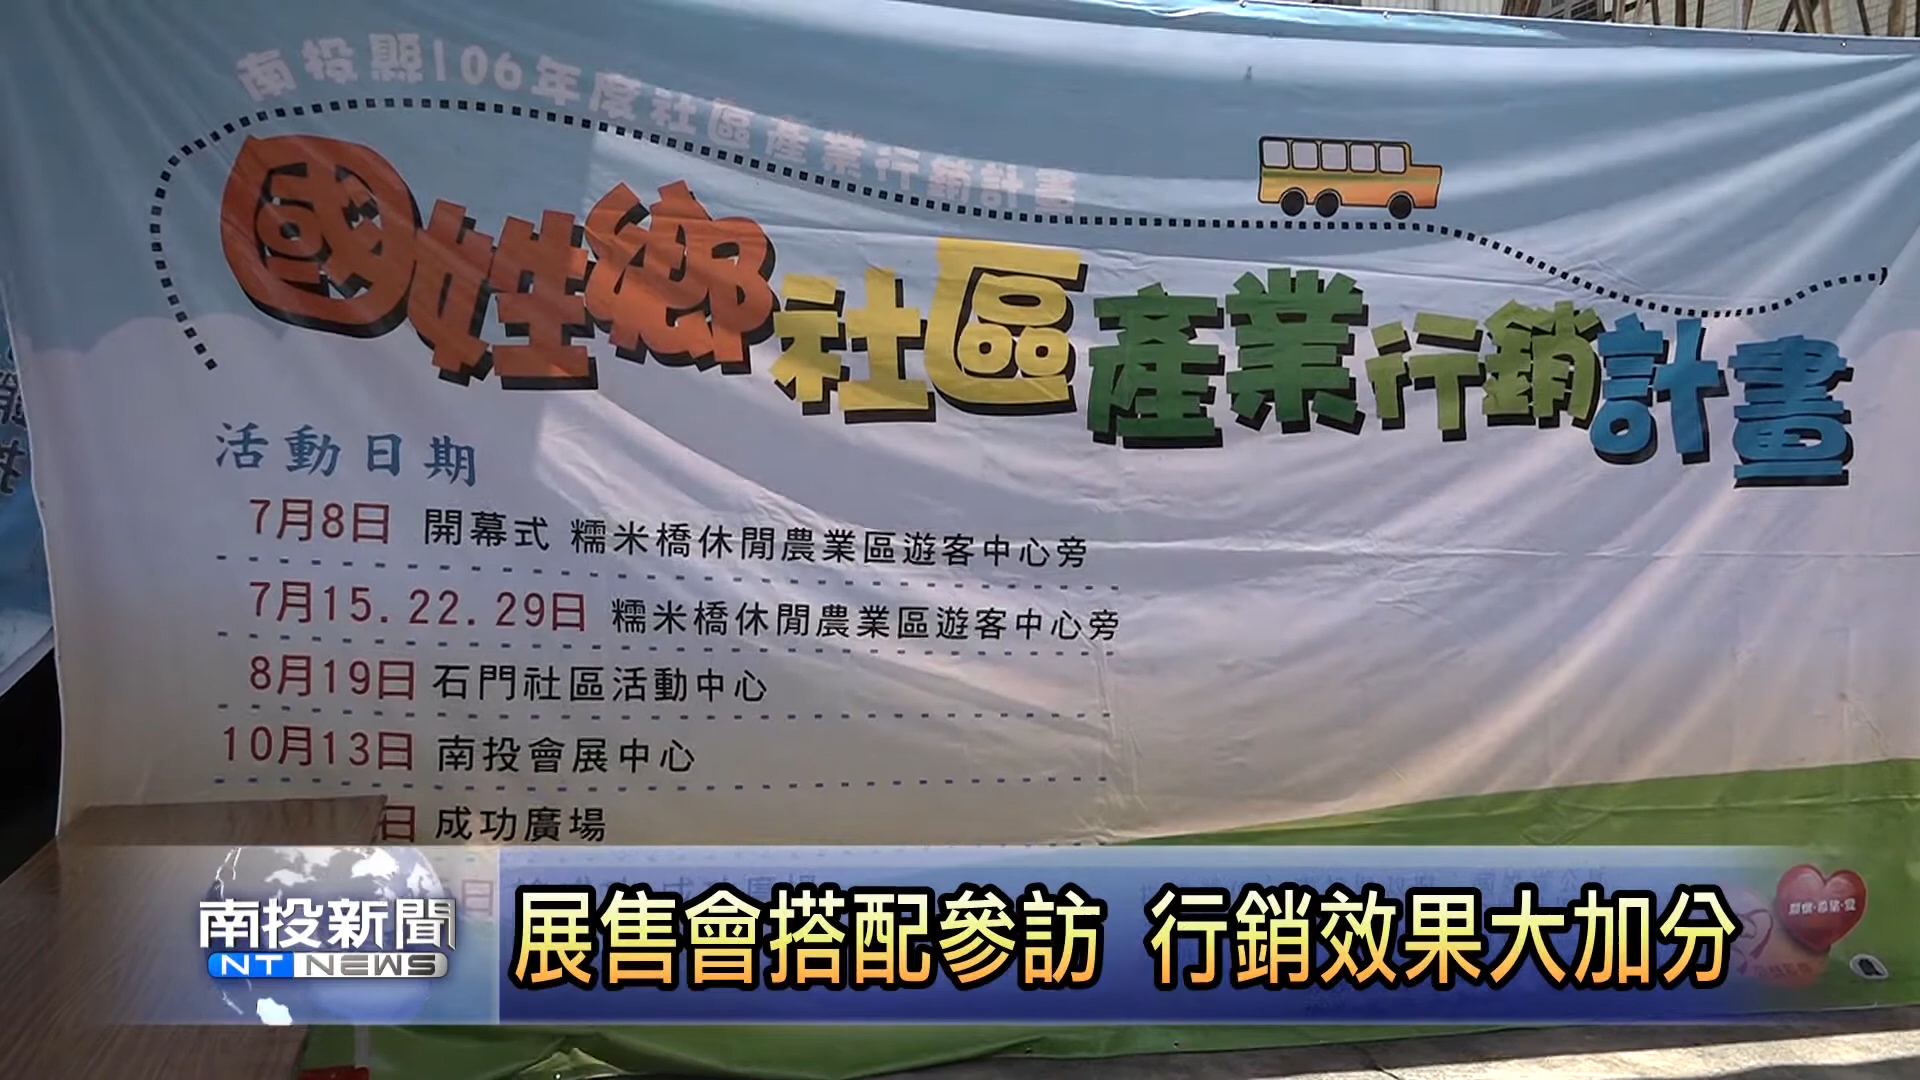 南投縣106年度社區產業行銷計畫
國姓鄉社區產業行銷計畫
活動日期
7月8日 開幕式 糯米橋休閒農業區遊客中心旁
7月15.22.29日 糯米橋休閒農業區遊客中心旁
8月19日 石門社區活動中心
10月13日 南投會展中心
日 成功廣場
南投新聞
NT NEWS
展售會搭配參訪 行銷效果大加分